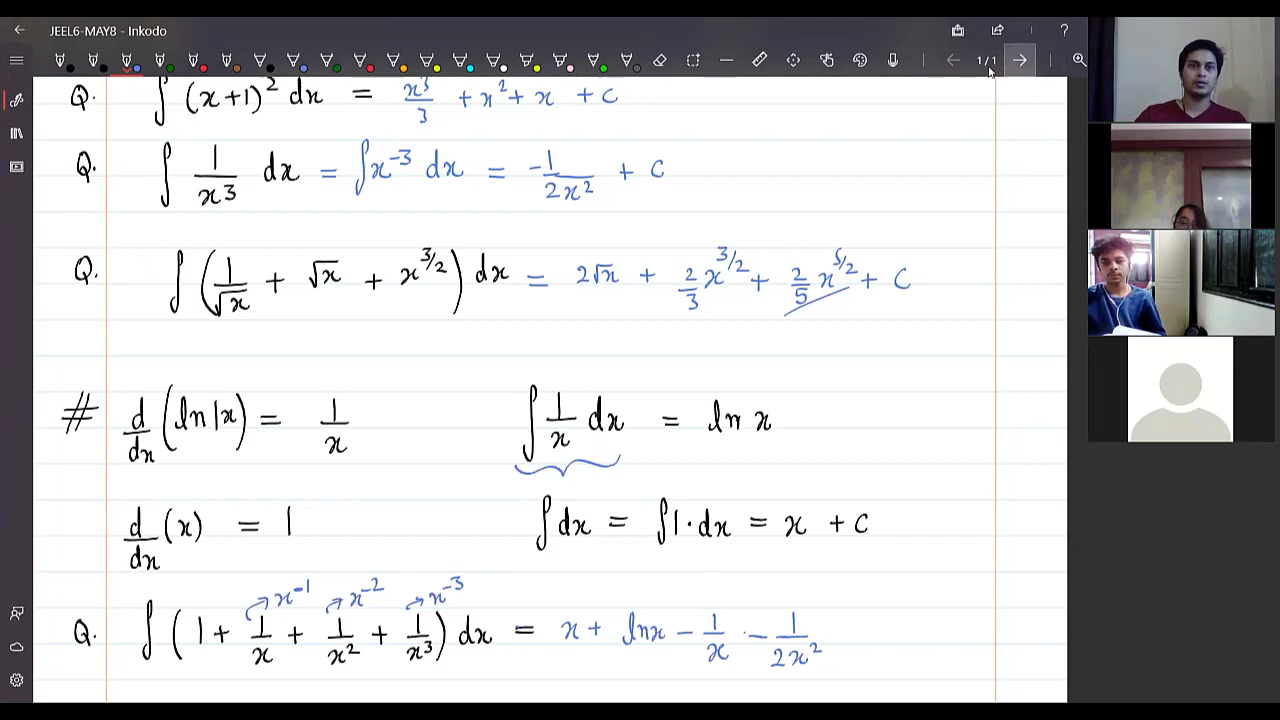 JEEL6-MAY8 - Inkodo
1/1
Q. ∫ (x+1)² dx = x³/3 + x² + x + c
Q. ∫ 1/x³ dx = ∫x⁻³ dx = -1/2x² + c
Q. ∫ (1/√x + √x + x^3/2) dx = 2√x + 2/3 x^3/2 + 2/5 x^5/2 + c
# d/dx (ln|x) = 1/x ∫ 1/x dx = ln x
d/dx (x) = 1 ∫dx = ∫1·dx = x + c
x⁻¹ x⁻² x⁻³
Q. ∫ (1 + 1/x + 1/x² + 1/x³) dx = x + lnx - 1/x - 1/2x²